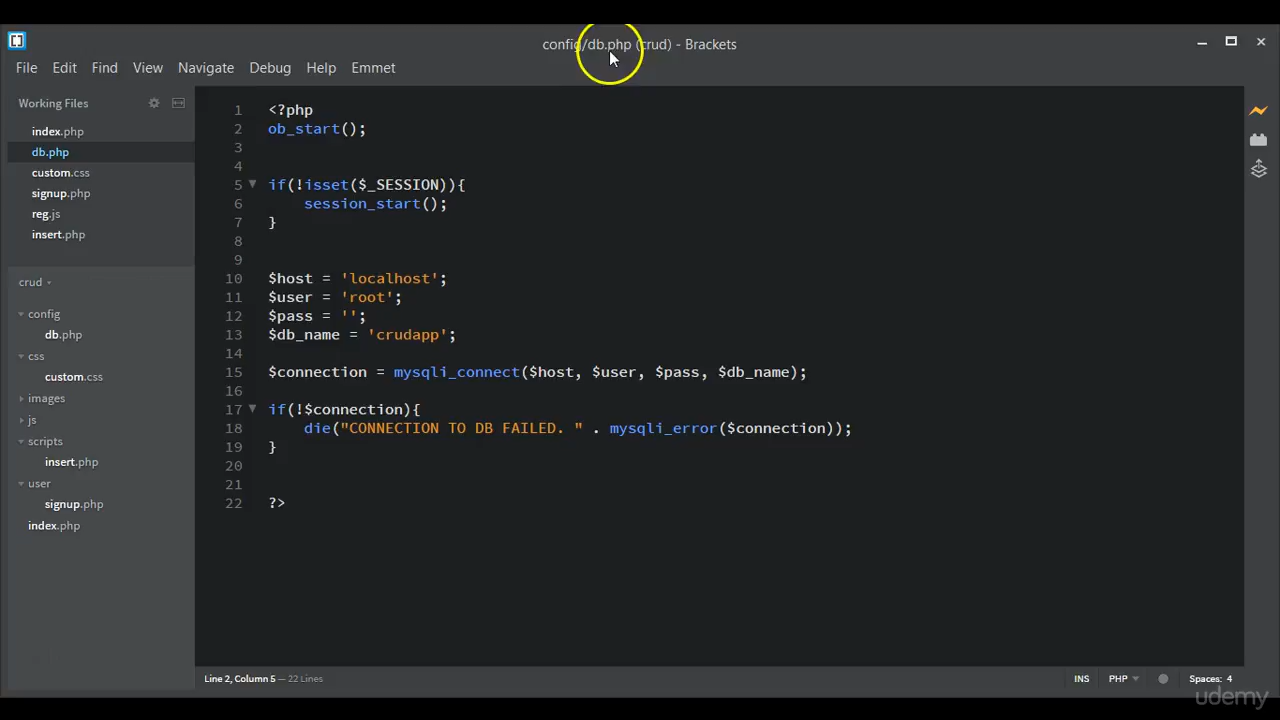 config/db.php (crud) - Brackets
File Edit Find View Navigate Debug Help Emmet
Working Files
index.php
db.php
custom.css
signup.php
reg.js
insert.php
crud
config
db.php
css
custom.css
images
js
scripts
insert.php
user
signup.php
index.php
1 <?php
2 ob_start();
3
4
5 if(!isset($_SESSION)){
6 session_start();
7 }
8
9
10 $host = 'localhost';
11 $user = 'root';
12 $pass = '';
13 $db_name = 'crudapp';
14
15 $connection = mysqli_connect($host, $user, $pass, $db_name);
16
17 if(!$connection){
18 die("CONNECTION TO DB FAILED. " . mysqli_error($connection));
19 }
20
21
22 ?>
Line 2, Column 5 — 22 Lines
INS PHP Spaces: 4
udemy